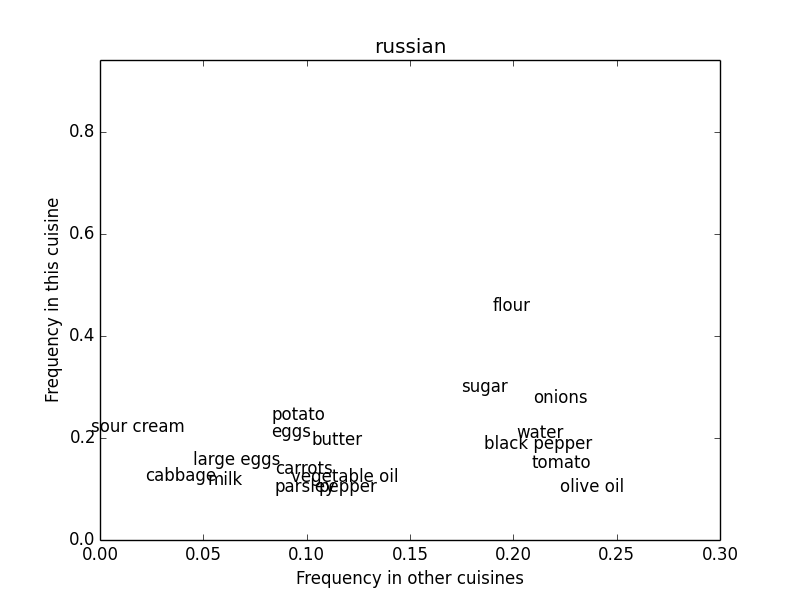 russian
0.8
0.6
0.4
0.2
0.0
Frequency in this cuisine
flour
sugar
onions
potato
sour cream
eggs
water
butter
black pepper
large eggs
tomato
carrots
cabbage
vegetable oil
milk
parsley
pepper
olive oil
0.00 0.05 0.10 0.15 0.20 0.25 0.30
Frequency in other cuisines